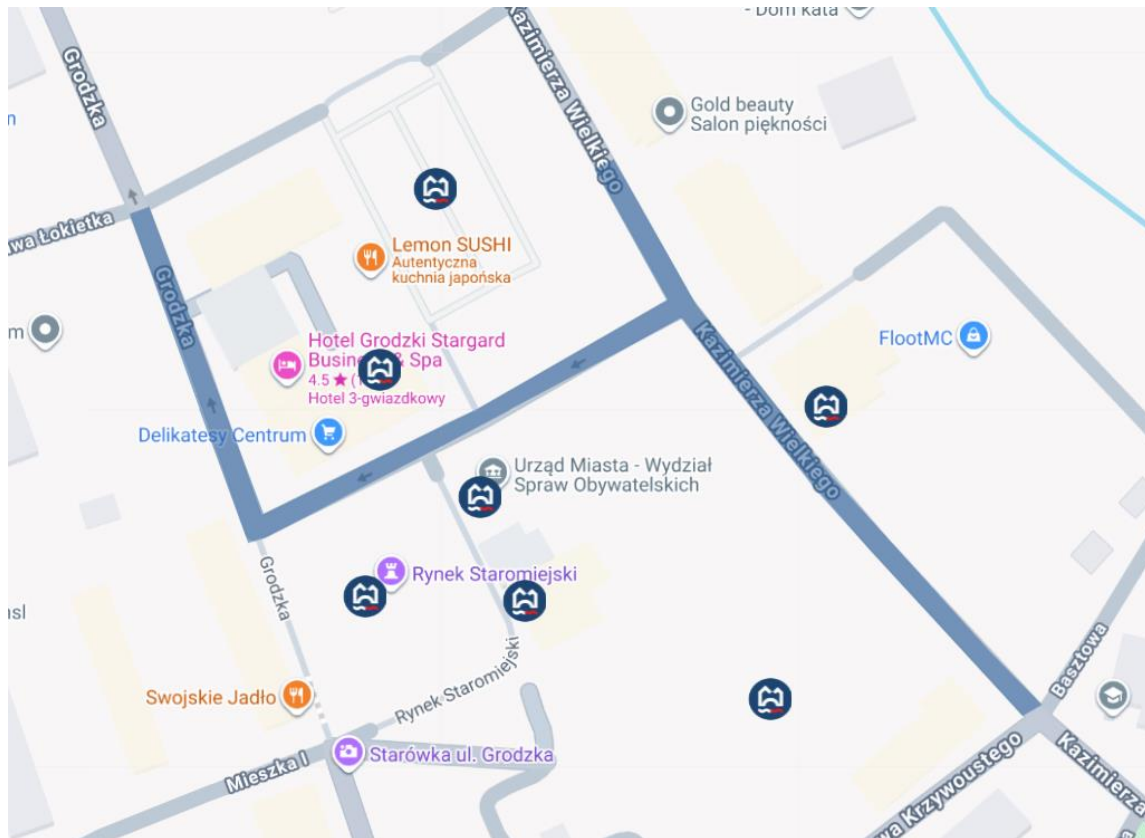 - Dom kata
Grodzka
Kazimierza Wielkiego
Gold beauty
Salon piękności
n
wa Łokietka
Lemon SUSHI
Autentyczna
kuchnia japońska
Grodzka
m
Hotel Grodzki Stargard
& Spa
4.5 ★
Hotel 3-gwiazdkowy
Kazimierza Wielkiego
FlootMC
Delikatesy Centrum
Urząd Miasta - Wydział
Spraw Obywatelskich
Grodzka
Rynek Staromiejski
nsl
Basztowa
Swojskie Jadło
Rynek Staromiejski
Mieszka I
Starówka ul. Grodzka
wa Krzywoustego
Kazimierza